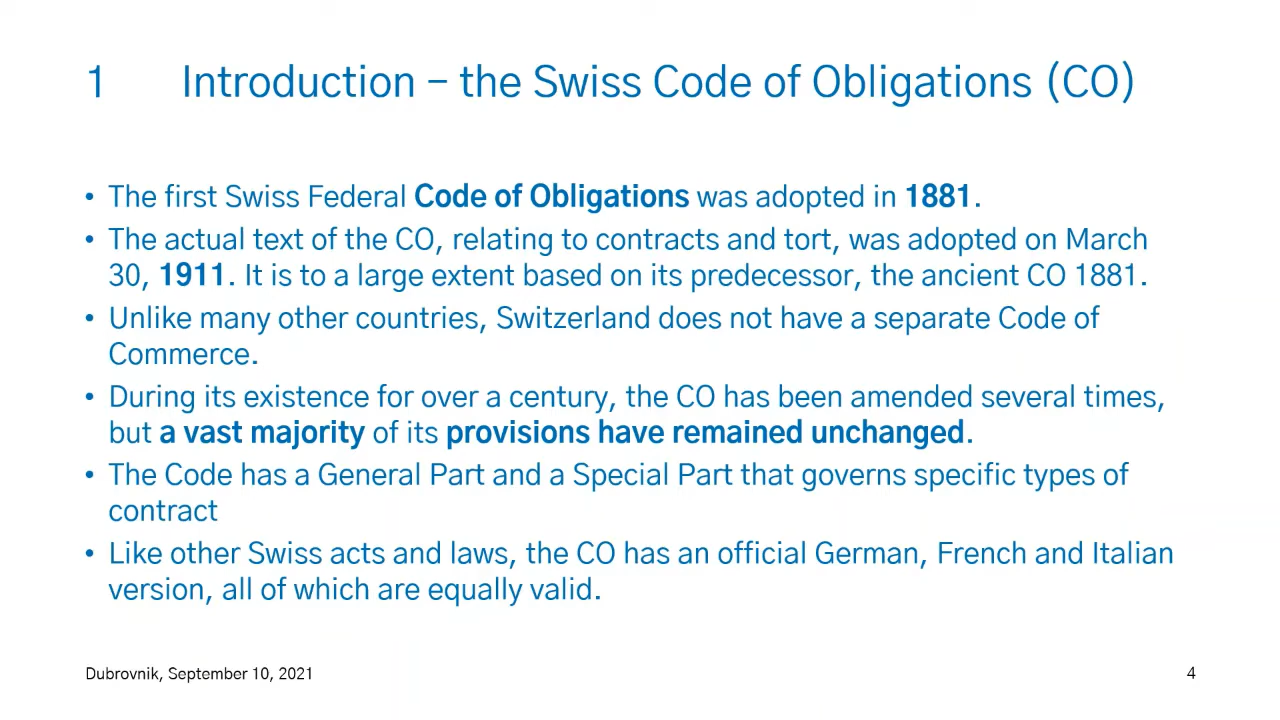 1 Introduction – the Swiss Code of Obligations (CO)
• The first Swiss Federal Code of Obligations was adopted in 1881.
• The actual text of the CO, relating to contracts and tort, was adopted on March
30, 1911. It is to a large extent based on its predecessor, the ancient CO 1881.
• Unlike many other countries, Switzerland does not have a separate Code of
Commerce.
• During its existence for over a century, the CO has been amended several times,
but a vast majority of its provisions have remained unchanged.
• The Code has a General Part and a Special Part that governs specific types of
contract
• Like other Swiss acts and laws, the CO has an official German, French and Italian
version, all of which are equally valid.
Dubrovnik, September 10, 2021
4